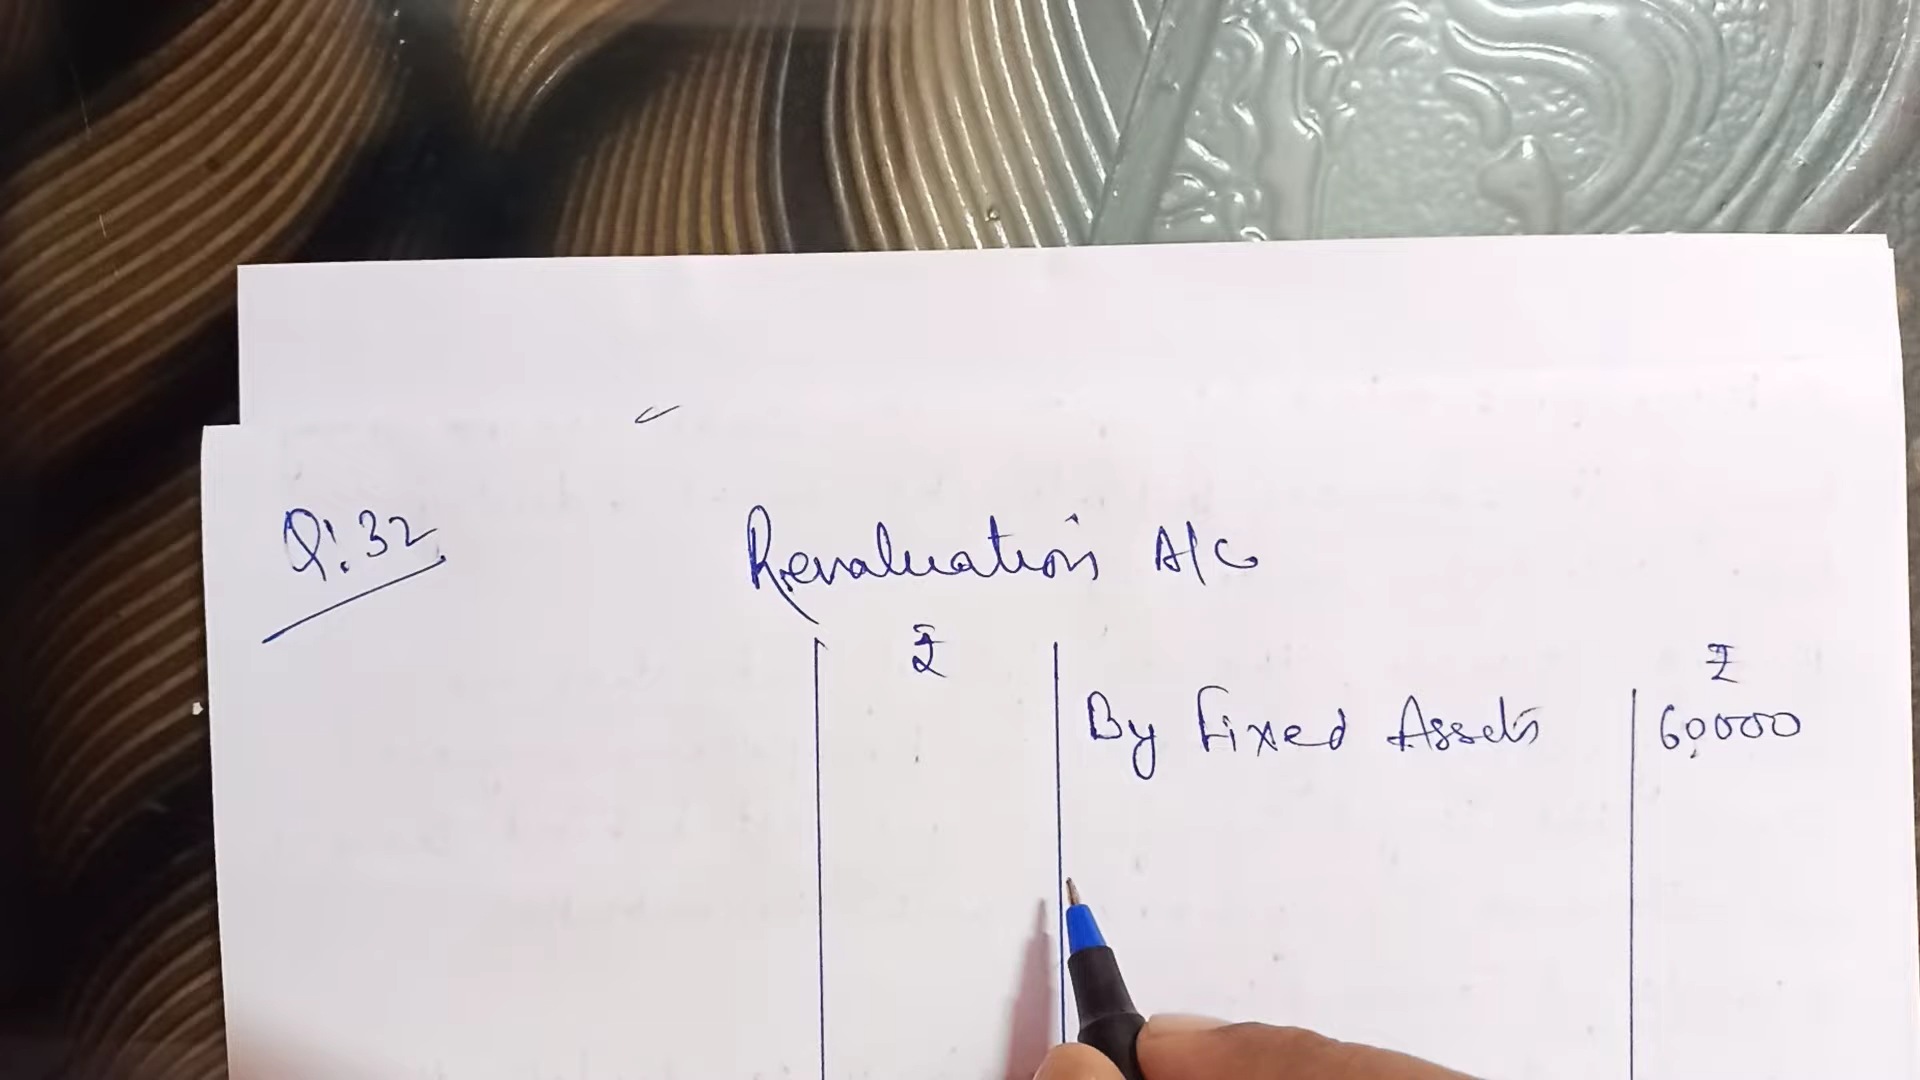 Q: 32
Revaluation A/c
₹
₹
By Fixed Assets 60,000